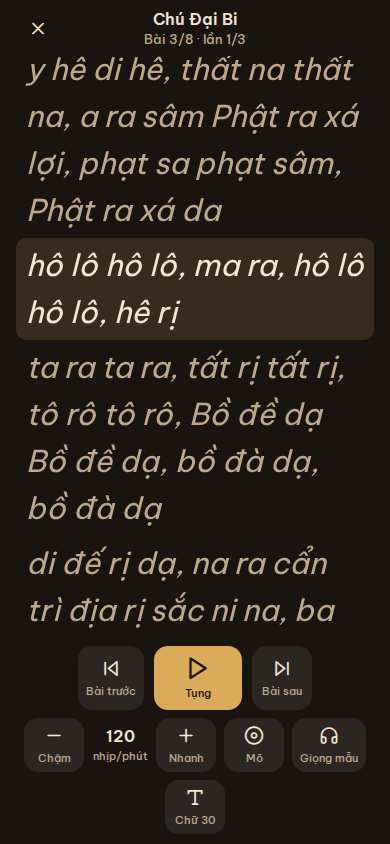 Chú Đại Bi
Bài 3/8 · lần 1/3
y hê di hê, thất na thất
na, a ra sâm Phật ra xá
lợi, phạt sa phạt sâm,
Phật ra xá da
hô lô hô lô, ma ra, hô lô
hô lô, hê rị
ta ra ta ra, tất rị tất rị,
tô rô tô rô, Bồ đề dạ
Bồ đề dạ, bồ đà dạ,
bồ đà dạ
di đế rị dạ, na ra cẩn
trì địa rị sắc ni na, ba
Bài trước
Tụng
Bài sau
Chậm
120
nhịp/phút
Nhanh
Mõ
Giọng mẫu
Chữ 30